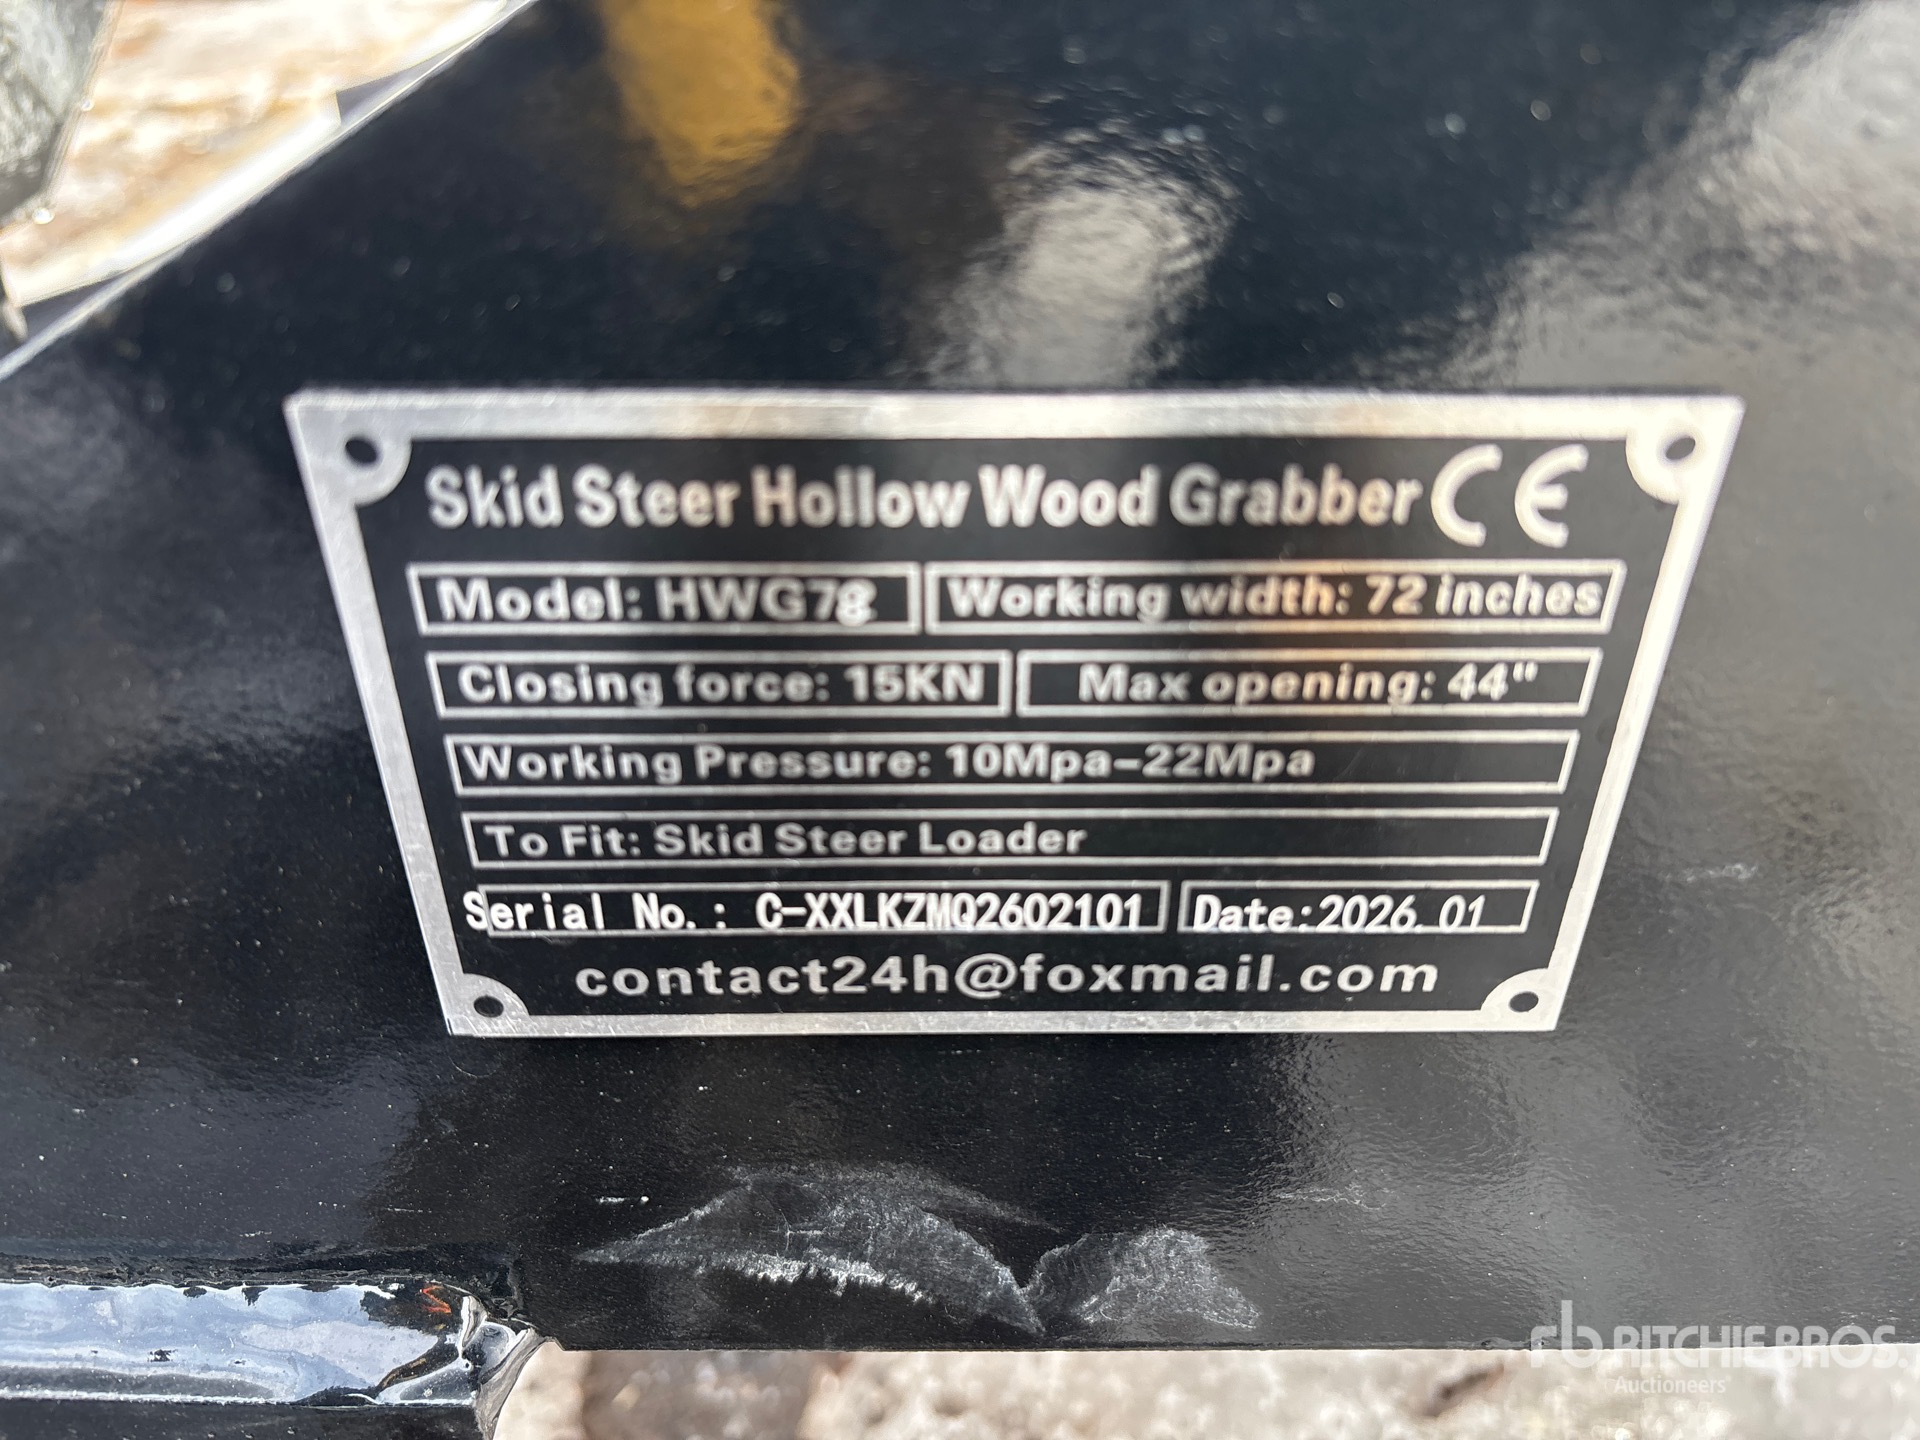 Skid Steer Hollow Wood Grabber CE
Model: HWG78 Working width: 72 inches
Closing force: 15KN Max opening: 44"
Working Pressure: 10Mpa-22Mpa
To Fit: Skid Steer Loader
Serial No.: C-XXLKZMQ2602101 Date:2026.01
contact24h@foxmail.com
rb RITCHIE BROS.
Auctioneers